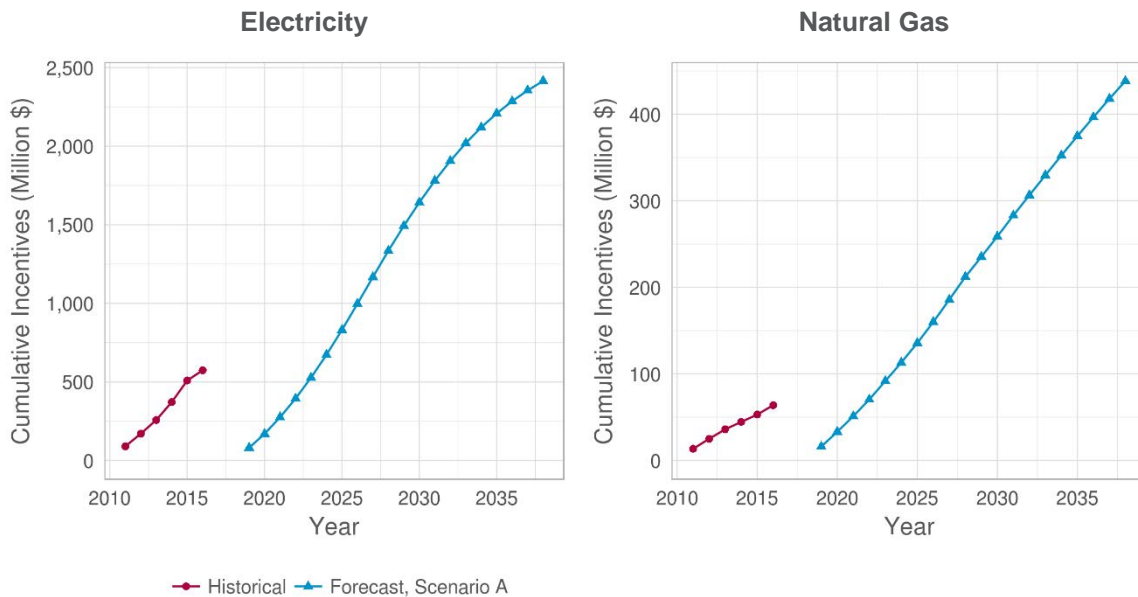 Electricity
Natural Gas
Cumulative Incentives (Million $)
2,500
2,000
1,500
1,000
500
0
2010 2015 2020 2025 2030 2035
Year
Cumulative Incentives (Million $)
400
300
200
100
0
2010 2015 2020 2025 2030 2035
Year
Historical Forecast, Scenario A